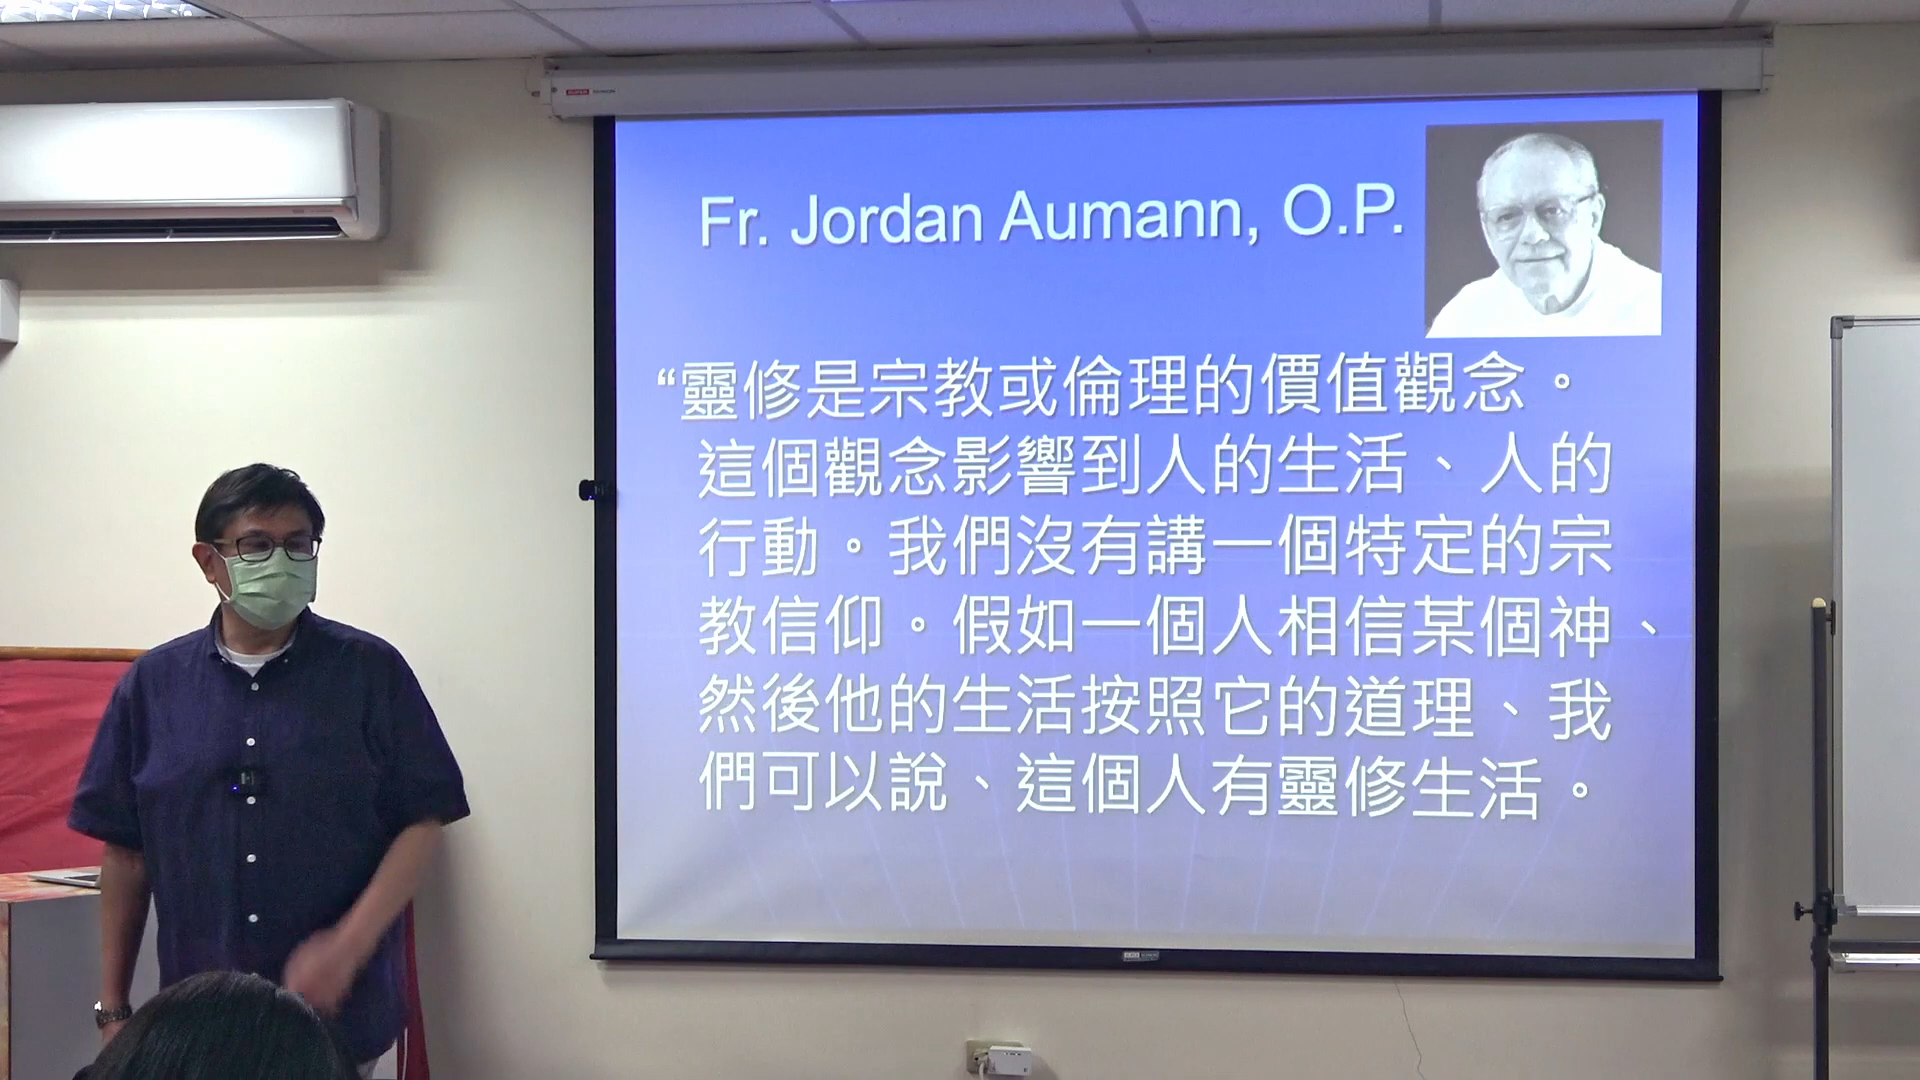 Fr. Jordan Aumann, O.P.
“靈修是宗教或倫理的價值觀念。
這個觀念影響到人的生活、人的
行動。我們沒有講一個特定的宗
教信仰。假如一個人相信某個神、
然後他的生活按照它的道理、我
們可以說、這個人有靈修生活。